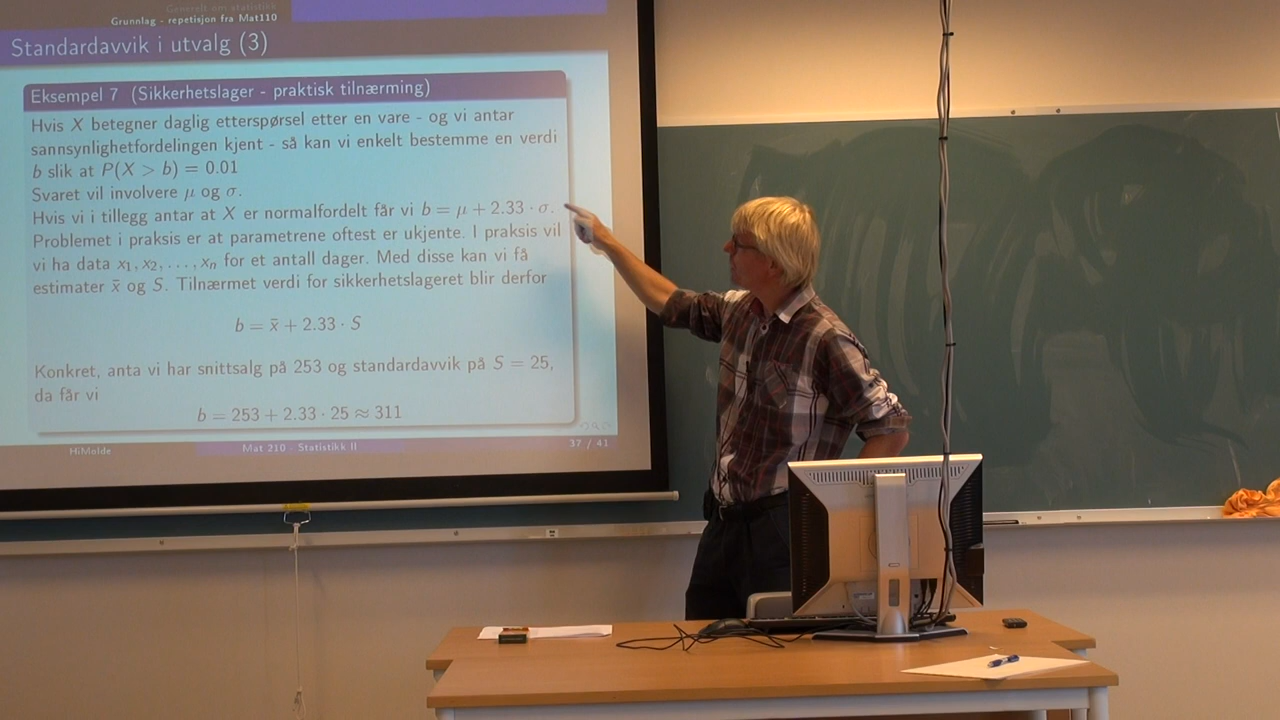 Generelt om statistikk
Grunnlag - repetisjon fra Mat110
Standardavvik i utvalg (3)
Eksempel 7 (Sikkerhetslager - praktisk tilnærming)
Hvis X betegner daglig etterspørsel etter en vare - og vi antar
sannsynlighetfordelingen kjent - så kan vi enkelt bestemme en verdi
b slik at P(X > b) = 0.01
Svaret vil involvere μ og σ.
Hvis vi i tillegg antar at X er normalfordelt får vi b = μ + 2.33 · σ.
Problemet i praksis er at parametrene oftest er ukjente. I praksis vil
vi ha data x₁, x₂, . . . , xₙ for et antall dager. Med disse kan vi få
estimater x̄ og S. Tilnærmet verdi for sikkerhetslageret blir derfor
b = x̄ + 2.33 · S
Konkret, anta vi har snittsalg på 253 og standardavvik på S = 25,
da får vi
b = 253 + 2.33 · 25 ≈ 311
HiMolde Mat 210 - Statistikk II 37 / 41